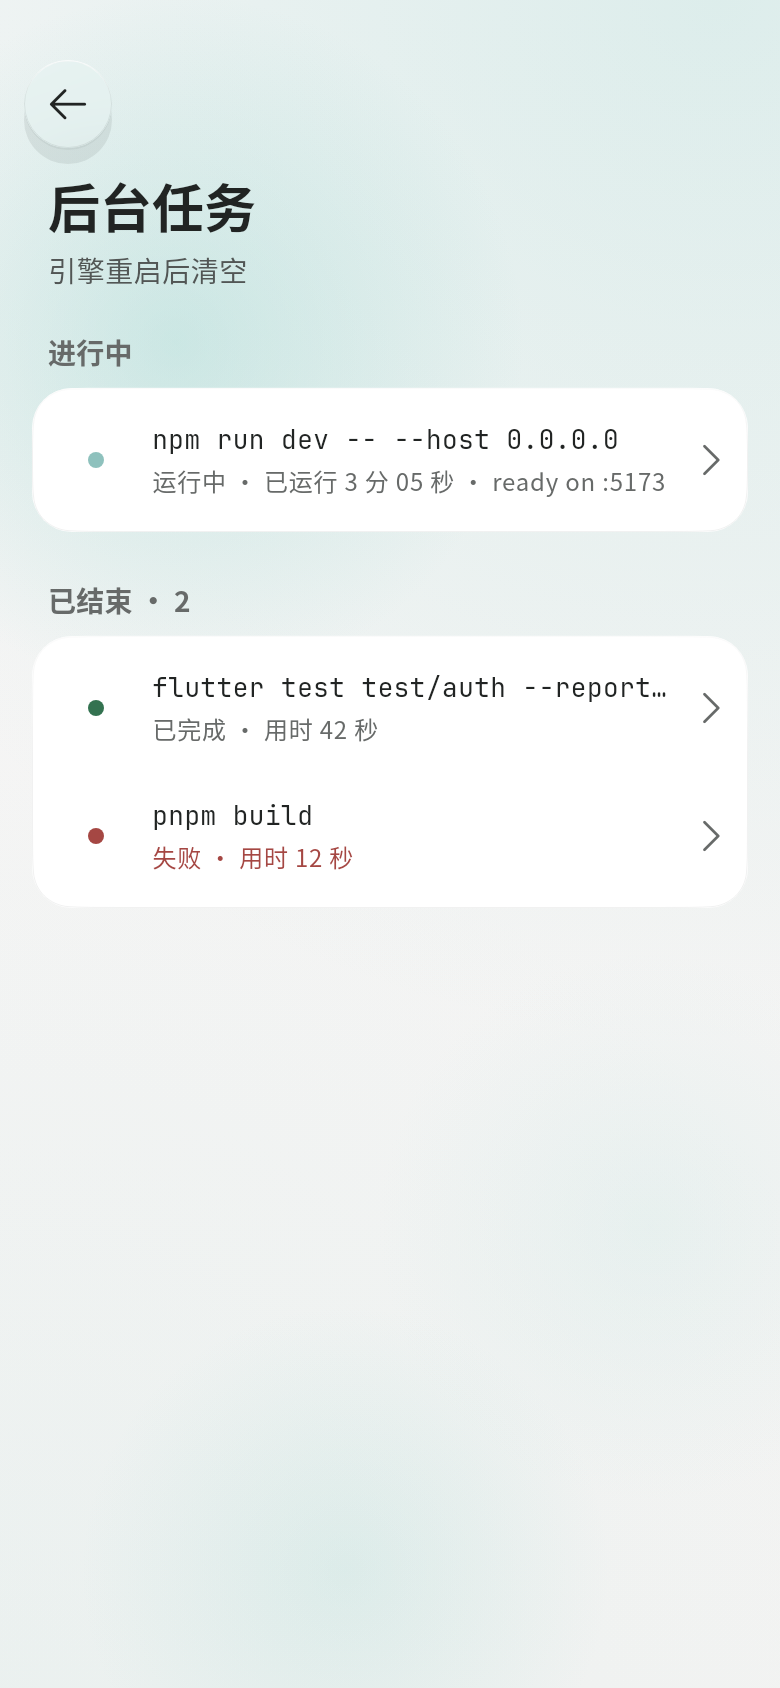 后台任务
引擎重启后清空
进行中
npm run dev -- --host 0.0.0.0
运行中 · 已运行 3 分 05 秒 · ready on :5173
已结束 · 2
flutter test test/auth --report…
已完成 · 用时 42 秒
pnpm build
失败 · 用时 12 秒